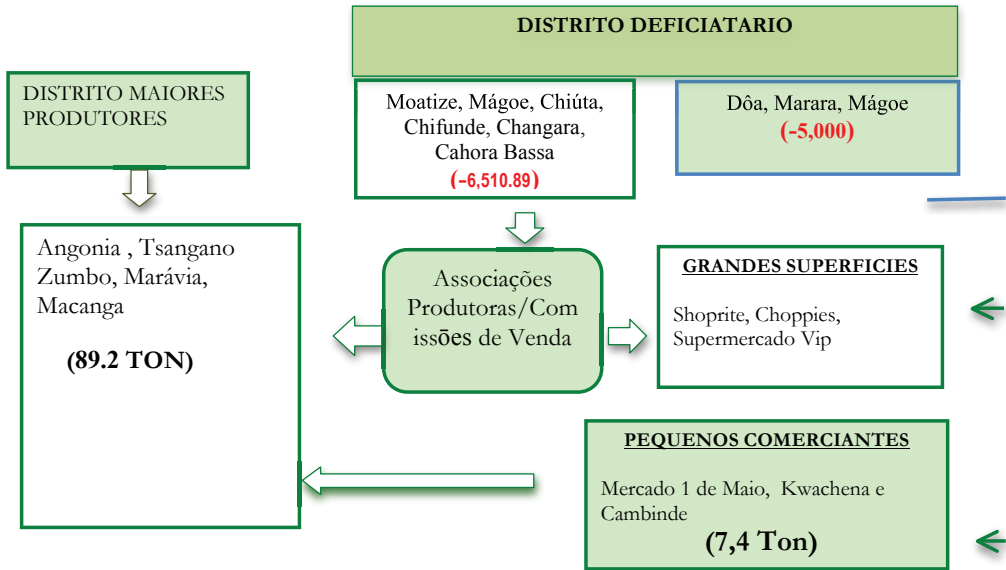 DISTRITO DEFICIATARIO
DISTRITO MAIORES
PRODUTORES
Moatize, Mágoe, Chiúta,
Chifunde, Changara,
Cahora Bassa
(-6,510.89)
Dôa, Marara, Mágoe
(-5,000)
Angonia , Tsangano
Zumbo, Marávia,
Macanga
(89.2 TON)
Associações
Produtoras/Com
issões de Venda
GRANDES SUPERFICIES
Shoprite, Choppies,
Supermercado Vip
PEQUENOS COMERCIANTES
Mercado 1 de Maio, Kwachena e
Cambinde
(7,4 Ton)